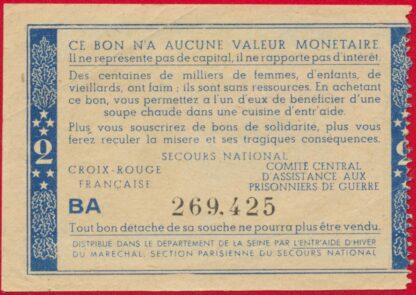 CE BON N'A AUCUNE VALEUR MONETAIRE.
Il ne représente pas de capital, il ne rapporte pas d'intérêt.
Des centaines de milliers de femmes, d'enfants, de
vieillards, ont faim ; ils sont sans ressources. En achetant
ce bon, vous permettez a l'un d'eux de beneficier d'une
soupe chaude dans une cuisine d'entr'aide.
Plus vous souscrirez de bons de solidarite, plus vous
ferez reculer la misere et ses tragiques conséquences.
SECOURS NATIONAL
CROIX-ROUGE
FRANÇAISE
COMITÉ CENTRAL
D'ASSISTANCE AUX
PRISONNIERS DE GUERRE
2
2
BA 269.425
Tout bon détaché de sa souche ne pourra plus être vendu.
DISTRIBUÉ DANS LE DEPARTEMENT DE LA SEINE PAR L'ENTR'AIDE D'HIVER
DU MARECHAL, SECTION PARISIENNE DU SECOURS NATIONAL